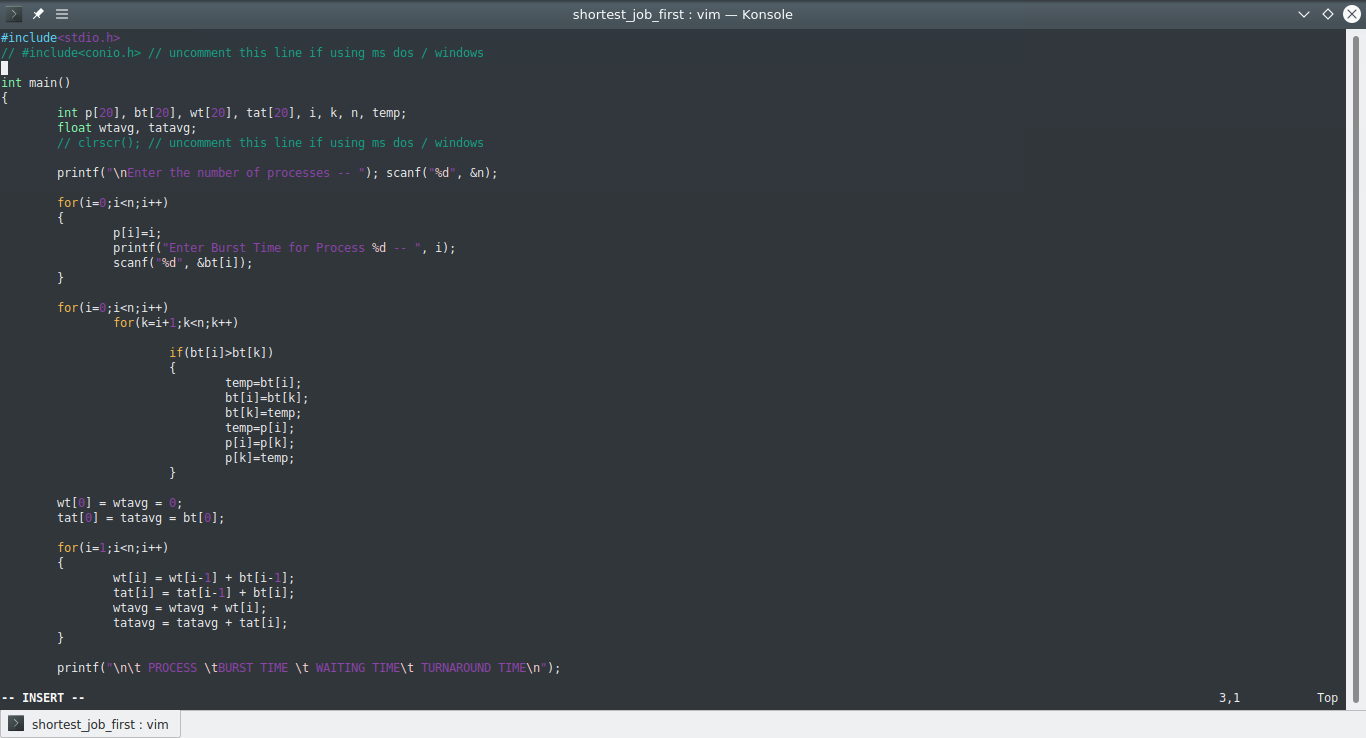 shortest_job_first : vim — Konsole
#include<stdio.h>
// #include<conio.h> // uncomment this line if using ms dos / windows
int main()
{
        int p[20], bt[20], wt[20], tat[20], i, k, n, temp;
        float wtavg, tatavg;
        // clrscr(); // uncomment this line if using ms dos / windows
        printf("\nEnter the number of processes -- "); scanf("%d", &n);
        for(i=0;i<n;i++)
        {
                p[i]=i;
                printf("Enter Burst Time for Process %d -- ", i);
                scanf("%d", &bt[i]);
        }
        for(i=0;i<n;i++)
                for(k=i+1;k<n;k++)
                        if(bt[i]>bt[k])
                        {
                                temp=bt[i];
                                bt[i]=bt[k];
                                bt[k]=temp;
                                temp=p[i];
                                p[i]=p[k];
                                p[k]=temp;
                        }
        wt[0] = wtavg = 0;
        tat[0] = tatavg = bt[0];
        for(i=1;i<n;i++)
        {
                wt[i] = wt[i-1] + bt[i-1];
                tat[i] = tat[i-1] + bt[i];
                wtavg = wtavg + wt[i];
                tatavg = tatavg + tat[i];
        }
        printf("\n\t PROCESS \tBURST TIME \t WAITING TIME\t TURNAROUND TIME\n");
-- INSERT -- 3,1 Top
shortest_job_first : vim